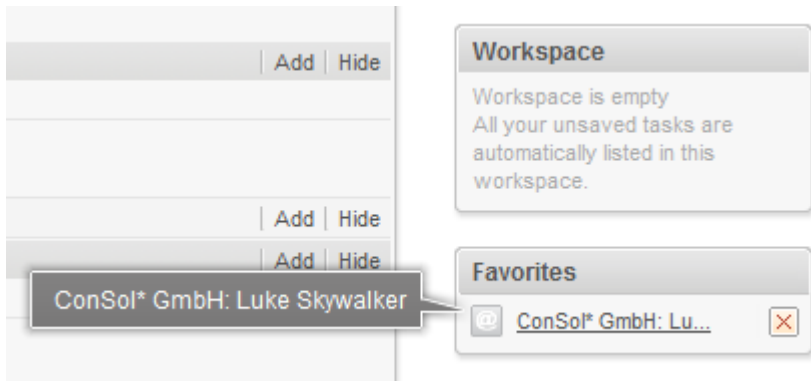 Add Hide
Add Hide
Add Hide
ConSol* GmbH: Luke Skywalker
Workspace
Workspace is empty
All your unsaved tasks are
automatically listed in this
workspace.
Favorites
@ ConSol* GmbH: Lu...